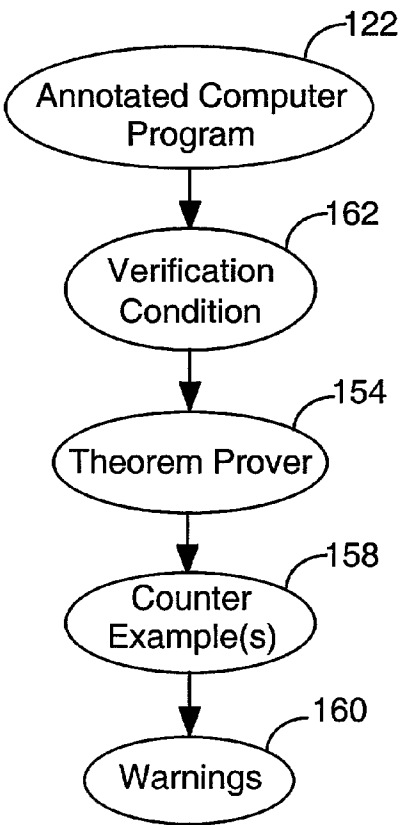 122
Annotated Computer
Program
162
Verification
Condition
154
Theorem Prover
158
Counter
Example(s)
160
Warnings